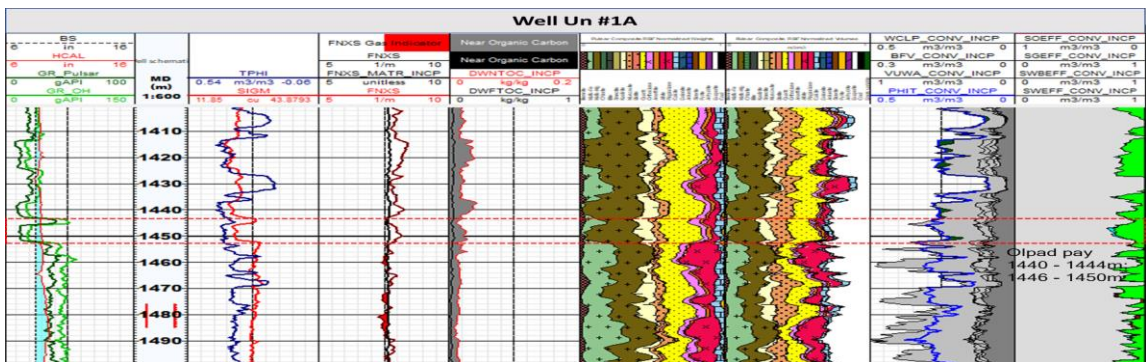 Well Un #1A
BS
6 in 16
HCAL
6 in 16
GR_Pulsar
0 gAPI 100
GR_OH
0 gAPI 150
MD
(m)
1:600
TPHI
0.54 m3/m3 -0.06
SIGM
11.85 cu 43.8793
FNXS Gas Indicator
FNXS
5 1/m 10
FNXS_MATR_INCP
5 unitless 10
FNXS
5 1/m 10
Near Organic Carbon
Near Organic Carbon
DWNTOC_INCP
0 kg/kg 0.2
DWFTOC_INCP
0 kg/kg 1
WCLP_CONV_INCP
0.5 m3/m3 0
BFV_CONV_INCP
0.3 m3/m3 0
VUWA_CONV_INCP
1 m3/m3 0
PHIT_CONV_INCP
0.5 m3/m3 0
SOEFF_CONV_INCP
1 m3/m3 0
SGEFF_CONV_INCP
0 m3/m3 1
SWBEFF_CONV_INCP
0 m3/m3 1
SWEFF_CONV_INCP
0 m3/m3 1
1410
1420
1430
1440
1450
1460
1470
1480
1490
Olpad pay
1440 - 1444m;
1446 - 1450m